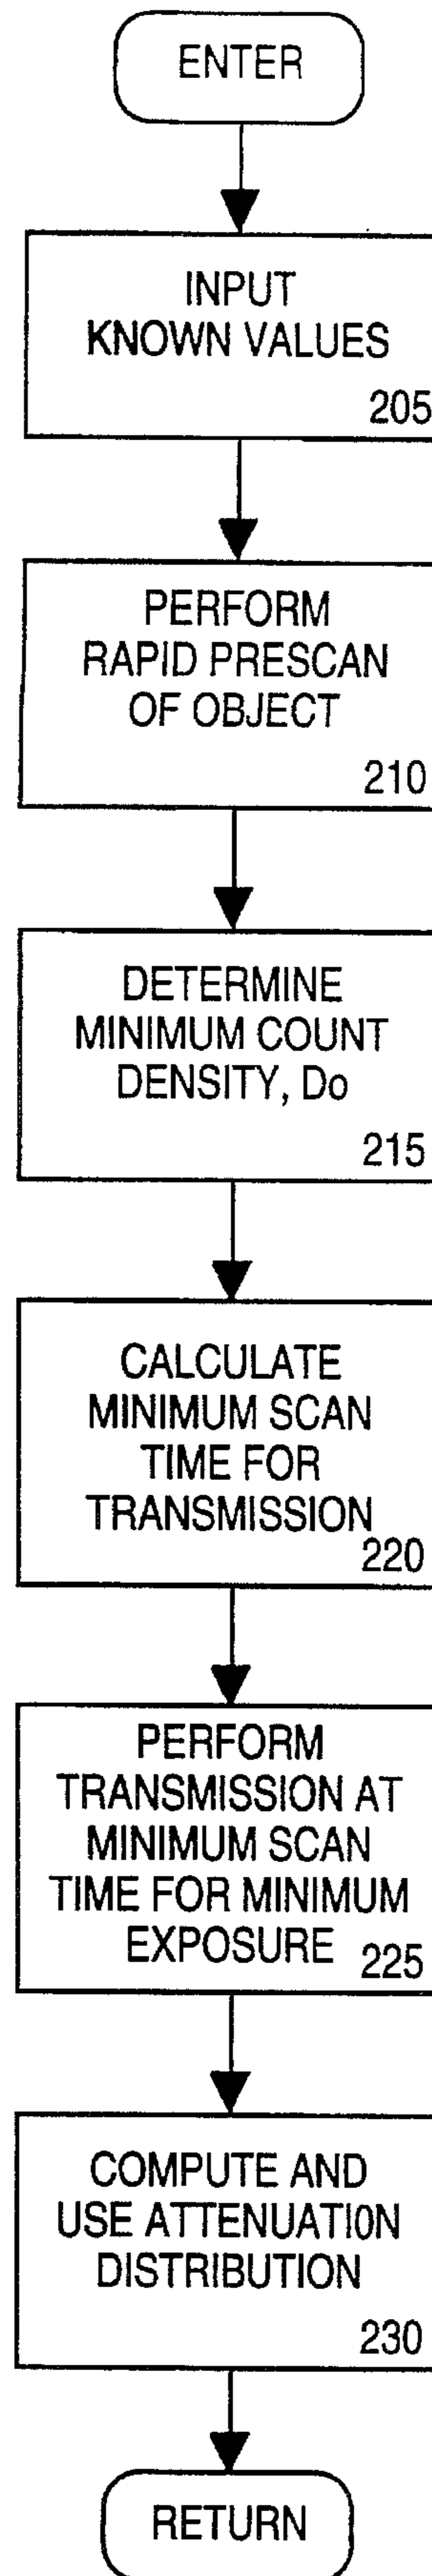 ENTER
INPUT
KNOWN VALUES
205
PERFORM
RAPID PRESCAN
OF OBJECT
210
DETERMINE
MINIMUM COUNT
DENSITY, Do
215
CALCULATE
MINIMUM SCAN
TIME FOR
TRANSMISSION
220
PERFORM
TRANSMISSION AT
MINIMUM SCAN
TIME FOR MINIMUM
EXPOSURE 225
COMPUTE AND
USE ATTENUATION
DISTRIBUTION
230
RETURN